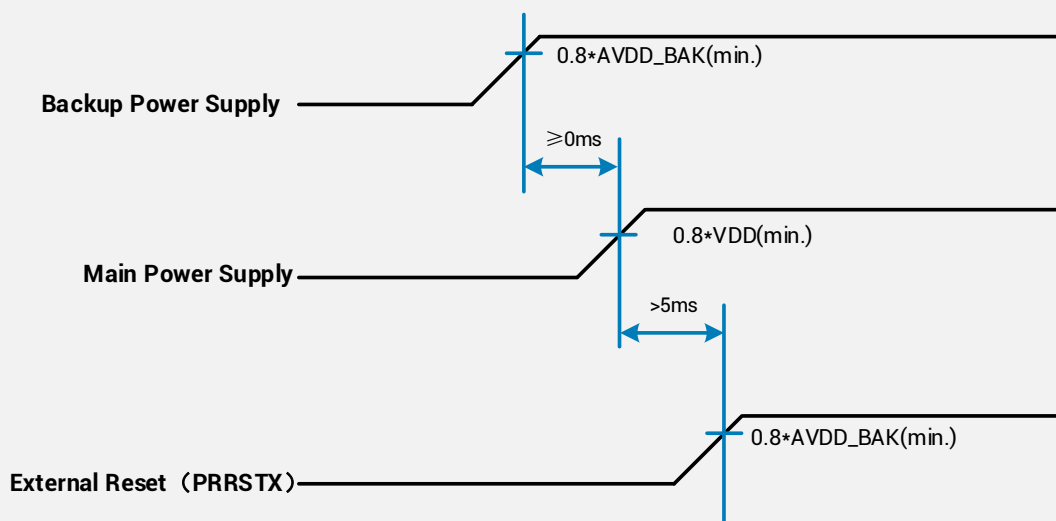 0.8*AVDD_BAK(min.)
Backup Power Supply
≥0ms
0.8*VDD(min.)
Main Power Supply
>5ms
0.8*AVDD_BAK(min.)
External Reset（PRRSTX）